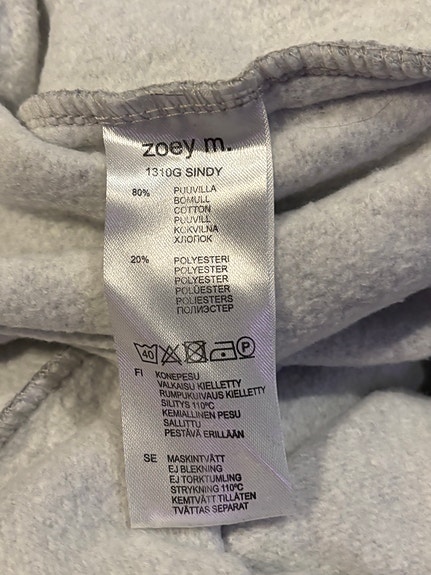 zoey m.
1310G SINDY
80% PUUVILLA
BOMULL
COTTON
PUUVILL
KOKVILNA
ХЛОПОК
20% POLYESTERI
POLYESTER
POLYESTER
POLÜESTER
POLIESTERS
ПОЛИЭСТЕР
40 P
FI KONEPESU
VALKAISU KIELLETTY
RUMPUKUIVAUS KIELLETTY
SILITYS 110ºC
KEMIALLINEN PESU
SALLITTU
PESTÄVÄ ERILLÄÄN
SE MASKINTVÄTT
EJ BLEKNING
EJ TORKTUMLING
STRYKNING 110ºC
KEMTVÄTT TILLÅTEN
TVÄTTAS SEPARAT